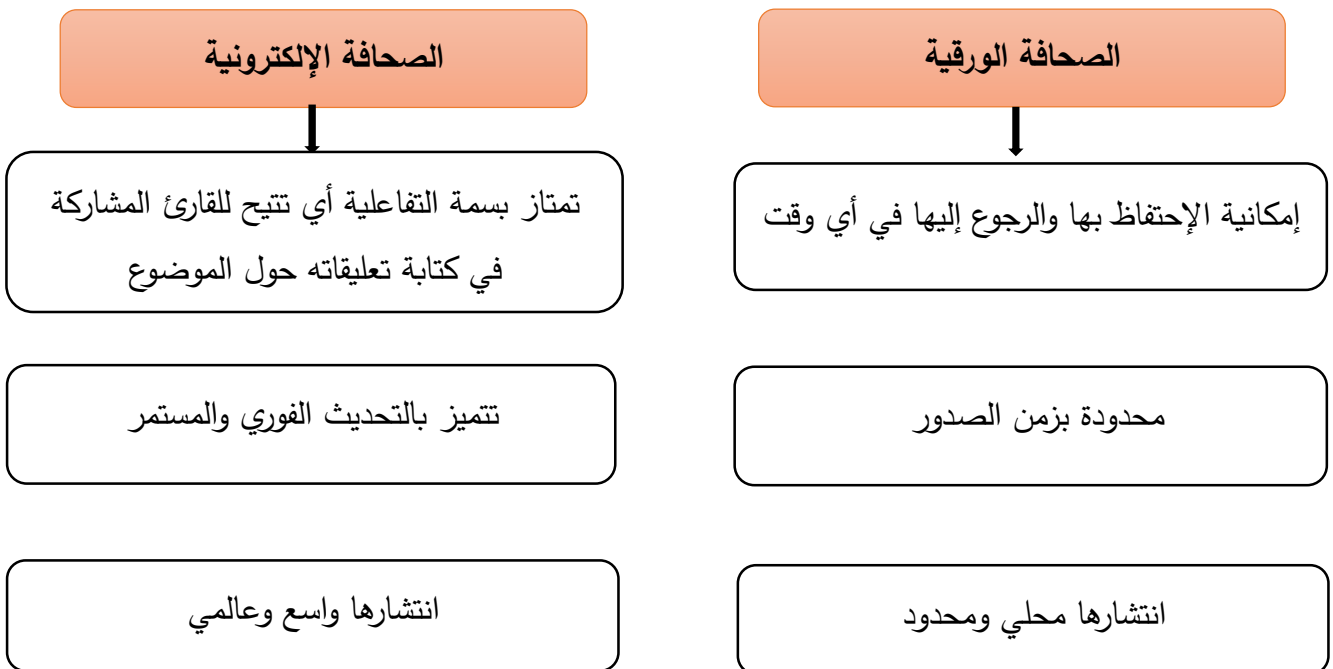 الصحافة الورقية
الصحافة الإلكترونية
إمكانية الإحتفاظ بها والرجوع إليها في أي وقت
تمتاز بسمة التفاعلية أي تتيح للقارئ المشاركة
في كتابة تعليقاته حول الموضوع
محدودة بزمن الصدور
تتميز بالتحديث الفوري والمستمر
انتشارها محلي ومحدود
انتشارها واسع وعالمي